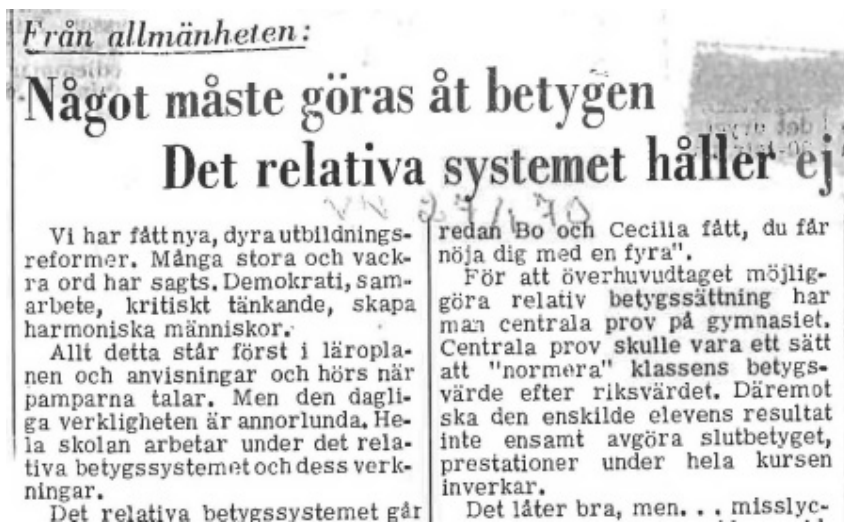 Från allmänheten:
Något måste göras åt betygen
Det relativa systemet håller ej
VN 27/1 70
Vi har fått nya, dyra utbildnings-
reformer. Många stora och vack-
ra ord har sagts. Demokrati, sam-
arbete, kritiskt tänkande, skapa
harmoniska människor.
Allt detta står först i läropla-
nen och anvisningar och hörs när
pamparna talar. Men den dagli-
ga verkligheten är annorlunda. He-
la skolan arbetar under det rela-
tiva betygssystemet och dess verk-
ningar.
Det relativa betygssystemet går
redan Bo och Cecilia fått, du får
nöja dig med en fyra".
För att överhuvudtaget möjlig-
göra relativ betygssättning har
man centrala prov på gymnasiet.
Centrala prov skulle vara ett sätt
att "normera" klassens betygs-
värde efter riksvärdet. Däremot
ska den enskilde elevens resultat
inte ensamt avgöra slutbetyget,
prestationer under hela kursen
inverkar.
Det låter bra, men. . . misslyc-